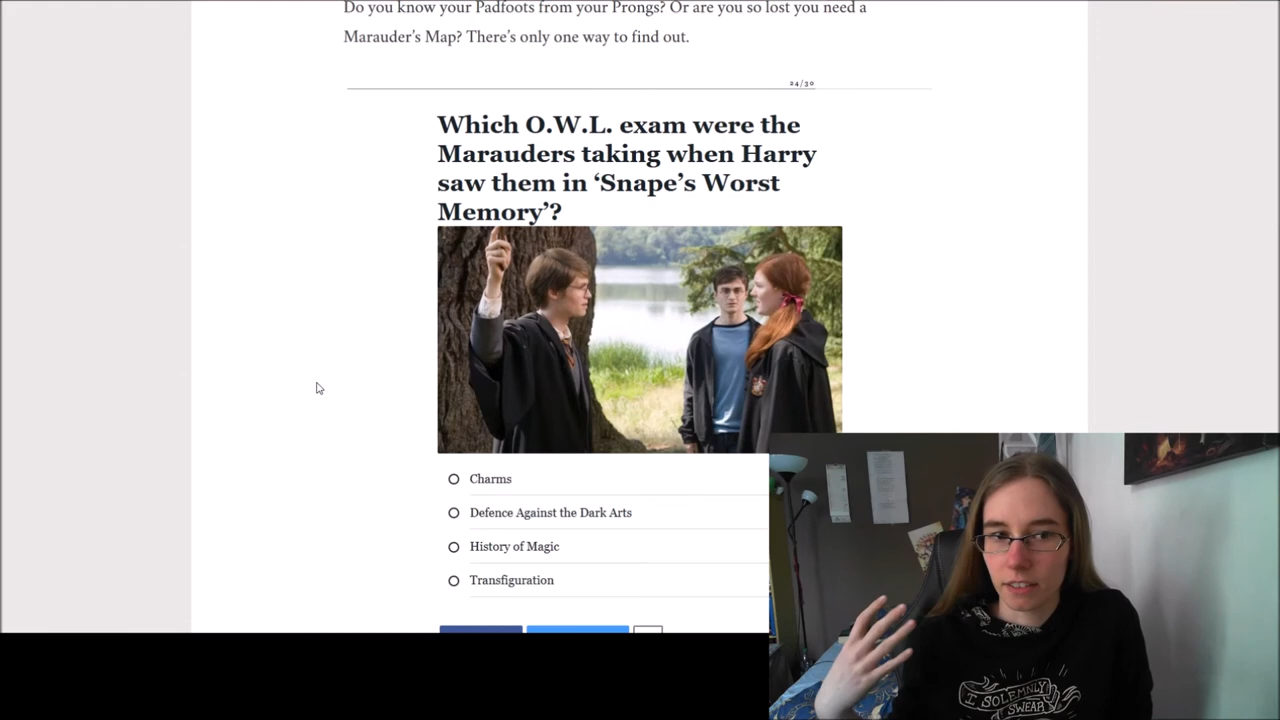 Do you know your Padfoots from your Prongs? Or are you so lost you need a
Marauder’s Map? There’s only one way to find out.
24/30
Which O.W.L. exam were the
Marauders taking when Harry
saw them in ‘Snape’s Worst
Memory’?
Charms
Defence Against the Dark Arts
History of Magic
Transfiguration
I SOLEMNLY
SWEAR